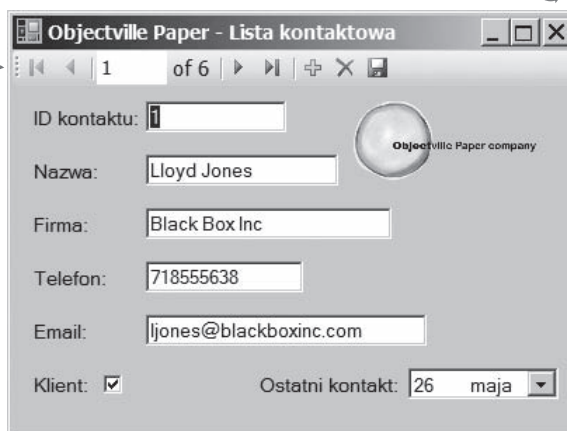 Objectville Paper - Lista kontaktowa
1 of 6
ID kontaktu: 1
Objectville Paper company
Nazwa: Lloyd Jones
Firma: Black Box Inc
Telefon: 718555638
Email: ljones@blackboxinc.com
Klient: Ostatni kontakt: 26 maja